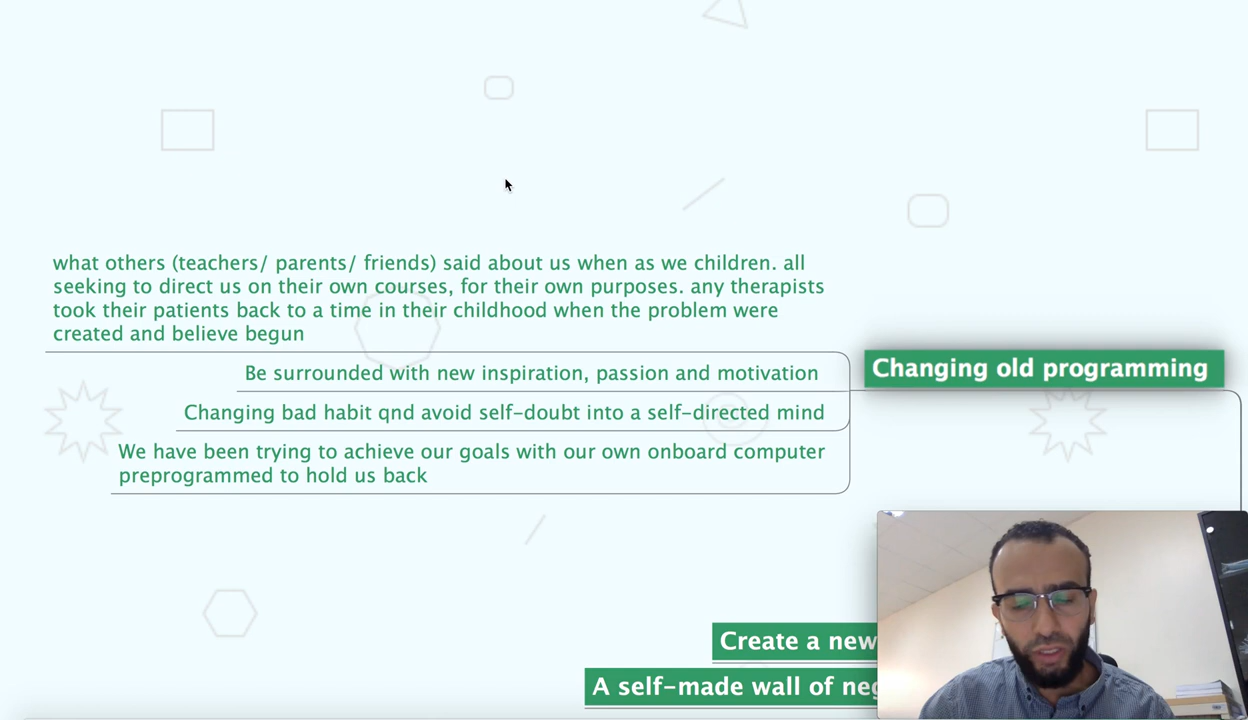 what others (teachers/ parents/ friends) said about us when as we children. all
seeking to direct us on their own courses, for their own purposes. any therapists
took their patients back to a time in their childhood when the problem were
created and believe begun
Changing old programming
Be surrounded with new inspiration, passion and motivation
Changing bad habit qnd avoid self-doubt into a self-directed mind
We have been trying to achieve our goals with our own onboard computer
preprogrammed to hold us back
Create a new
A self-made wall of